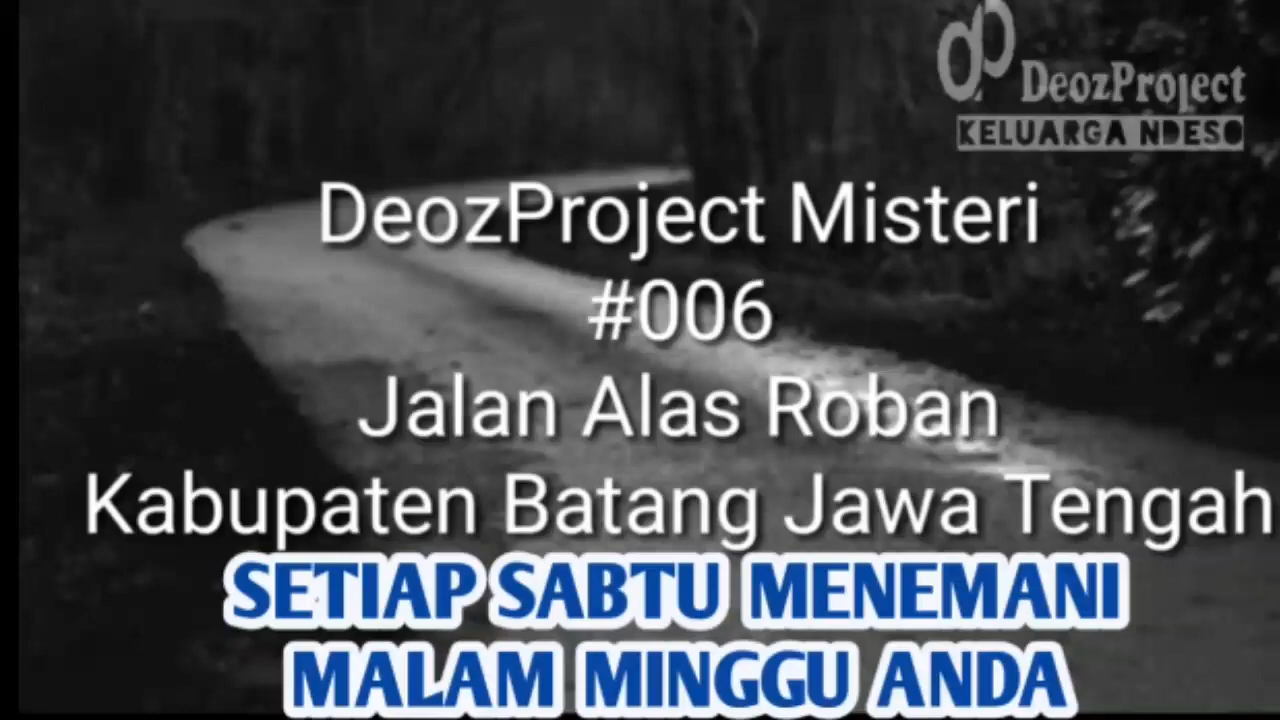 DeozProject
KELUARGA NDESO
DeozProject Misteri
#006
Jalan Alas Roban
Kabupaten Batang Jawa Tengah
SETIAP SABTU MENEMANI
MALAM MINGGU ANDA